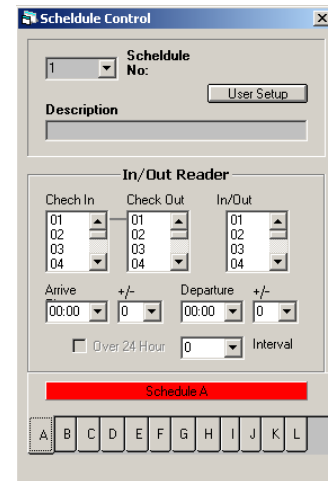 Scheldule Control
1 Scheldule No:
User Setup
Description
In/Out Reader
Chech In Check Out In/Out
01 01 01
02 02 02
03 03 03
04 04 04
Arrive +/- Departure +/-
00:00 0 00:00 0
Over 24 Hour 0 Interval
Schedule A
A B C D E F G H I J K L